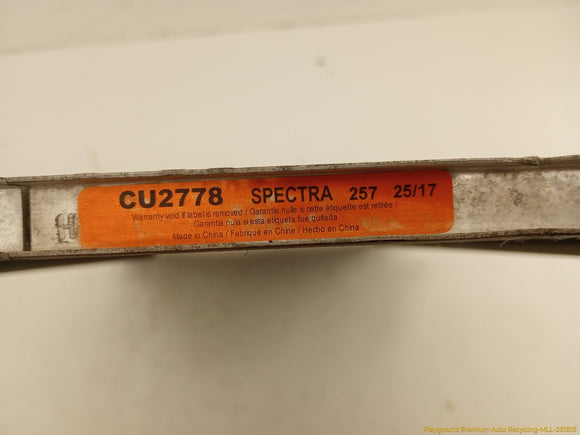 CU2778 SPECTRA 257 25/17
Warranty void if label is removed / Garantie nulle si cette étiquette est retirée /
Garantia nula si esta etiqueta fue quitada
Made in China / Fabriqué en Chine / Hecho en China
Playground Premium Auto Recycling-MLL-251818